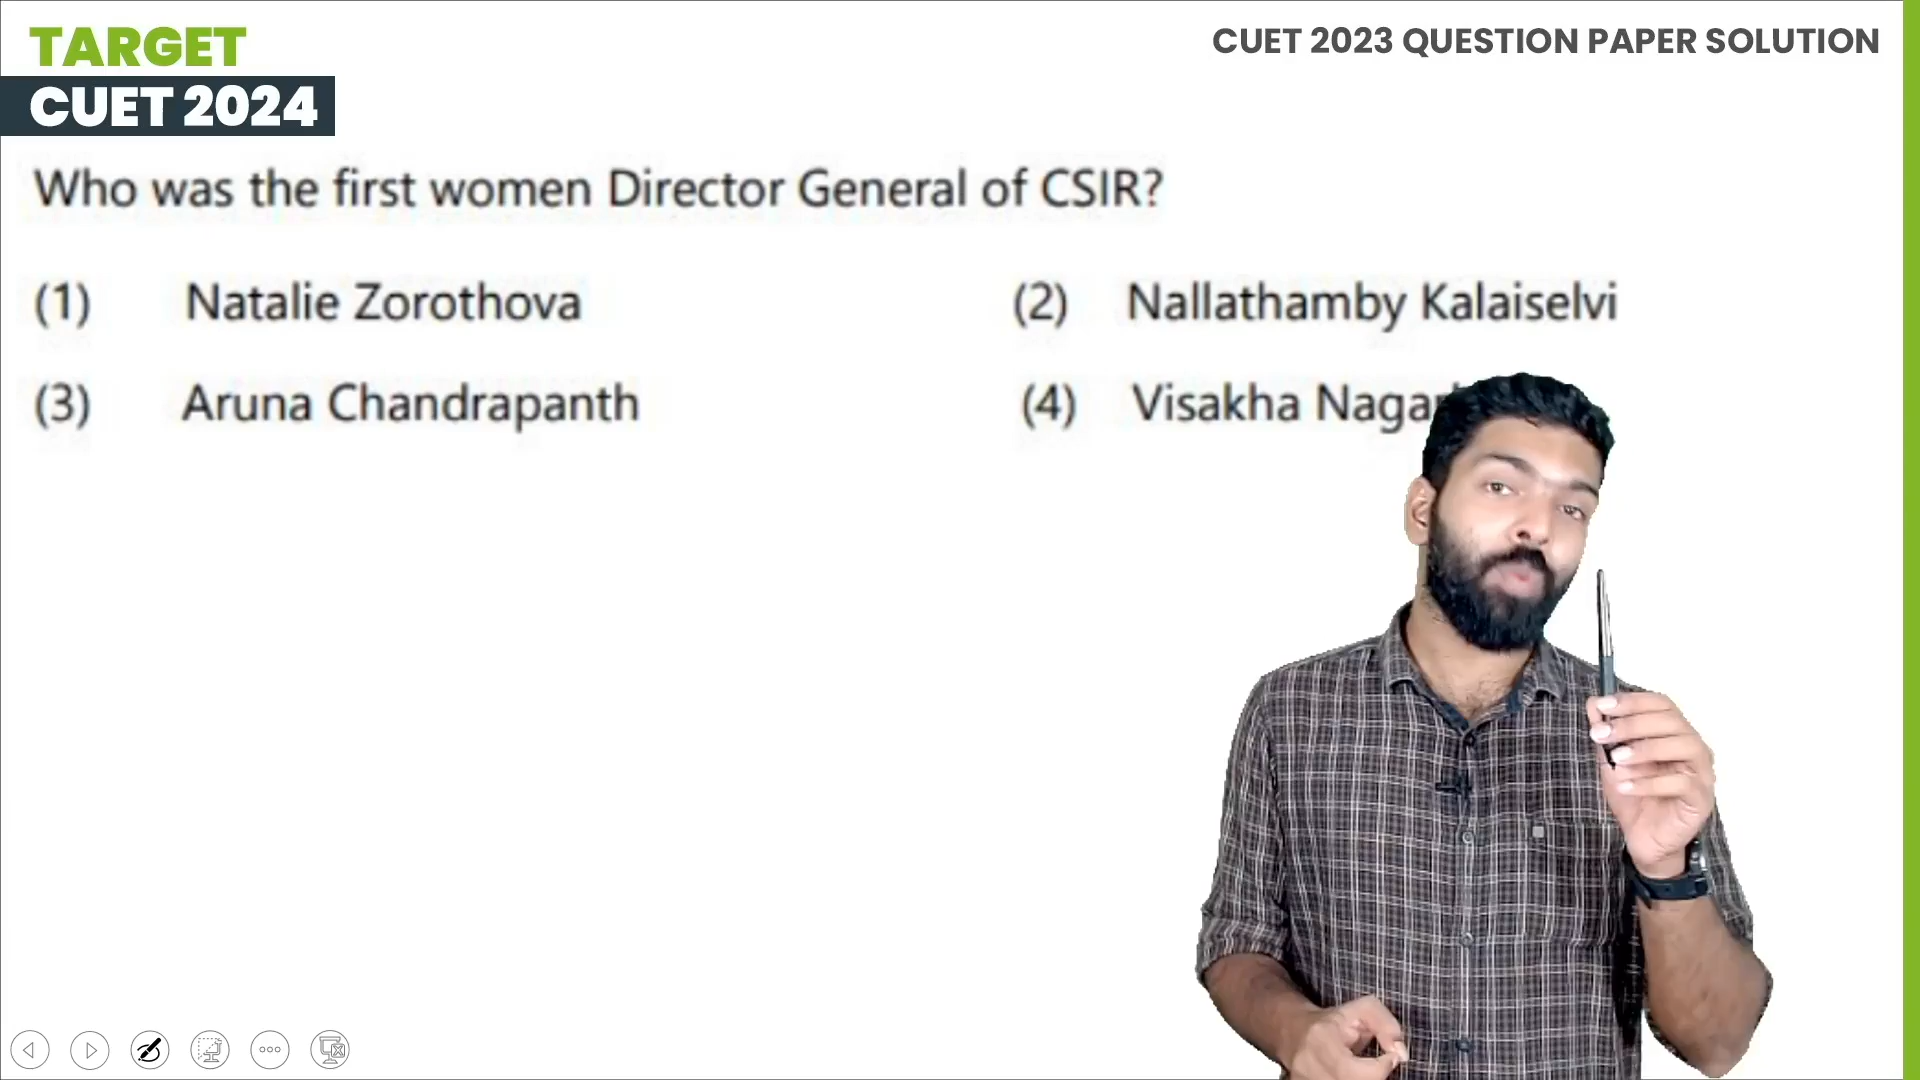 TARGET
CUET 2024
CUET 2023 QUESTION PAPER SOLUTION
Who was the first women Director General of CSIR?
(1) Natalie Zorothova
(2) Nallathamby Kalaiselvi
(3) Aruna Chandrapanth
(4) Visakha